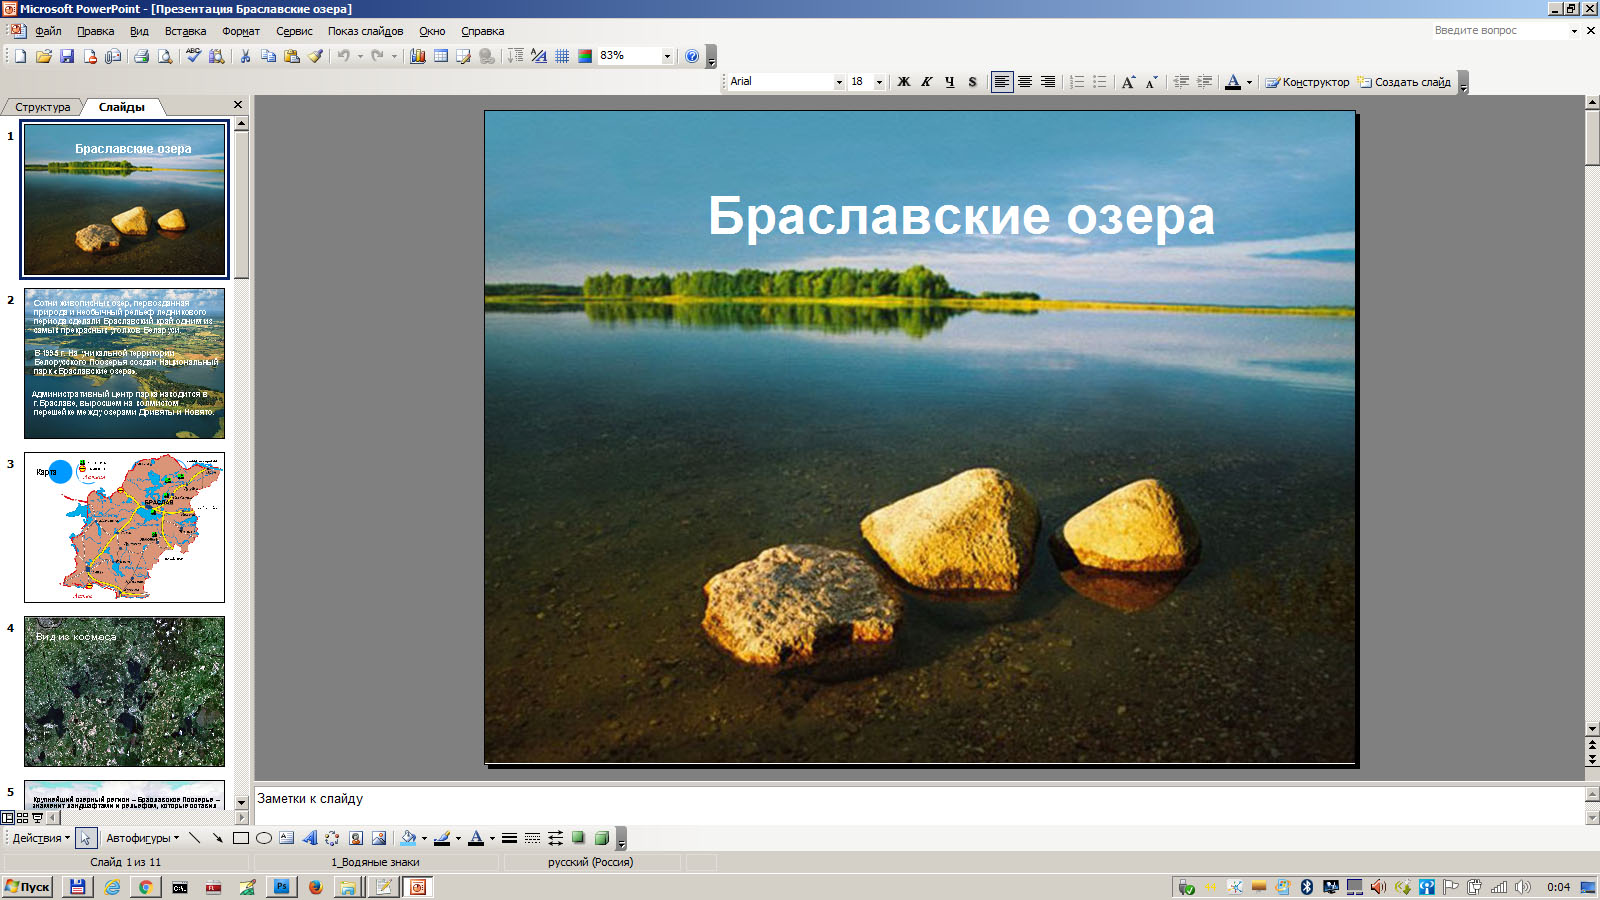 Microsoft PowerPoint - [Презентация Браславские озера]
Файл Правка Вид Вставка Формат Сервис Показ слайдов Окно Справка
Введите вопрос
83%
Arial 18 Ж К Ч S Конструктор Создать слайд
Структура Слайды
1
Браславские озера
2
Сотни живописных озер, первозданная
природа и необычный рельеф ледникового
периода сделали Браславский край одним из
самых прекрасных уголков Беларуси.
В 1995 г. На уникальной территории
Белорусского Поозерья создан Национальный
парк «Браславские озера».
Административный центр парка находится в
г.Браславе, выросшем на холмистом
перешейке между озерами Дривяты и Новято.
3
Карта
БРАСЛАВ
4
Вид из космоса
5
Крупнейший озерный регион – Браславское Поозерье –
знаменит ландшафтами и рельефом, которые оставил
Браславские озера
Заметки к слайду
Действия Автофигуры
Слайд 1 из 11 1_Водяные знаки русский (Россия)
Пуск
Ps
0:04